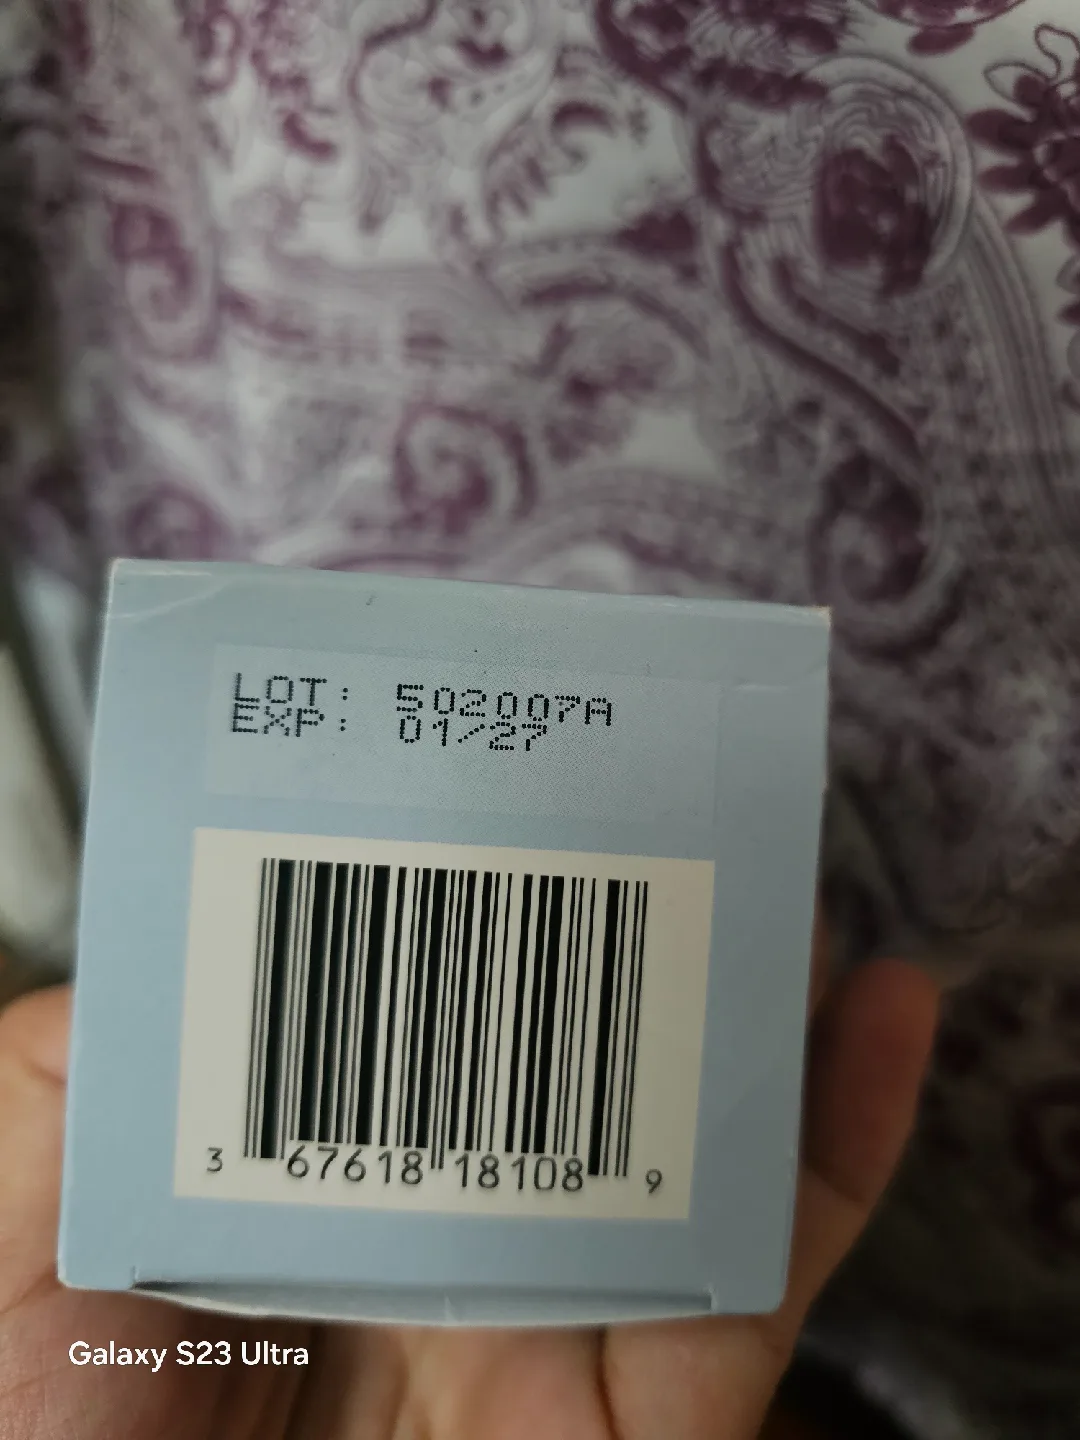 LOT: 502007A
EXP: 01/27
3 67618 18108 9
Galaxy S23 Ultra